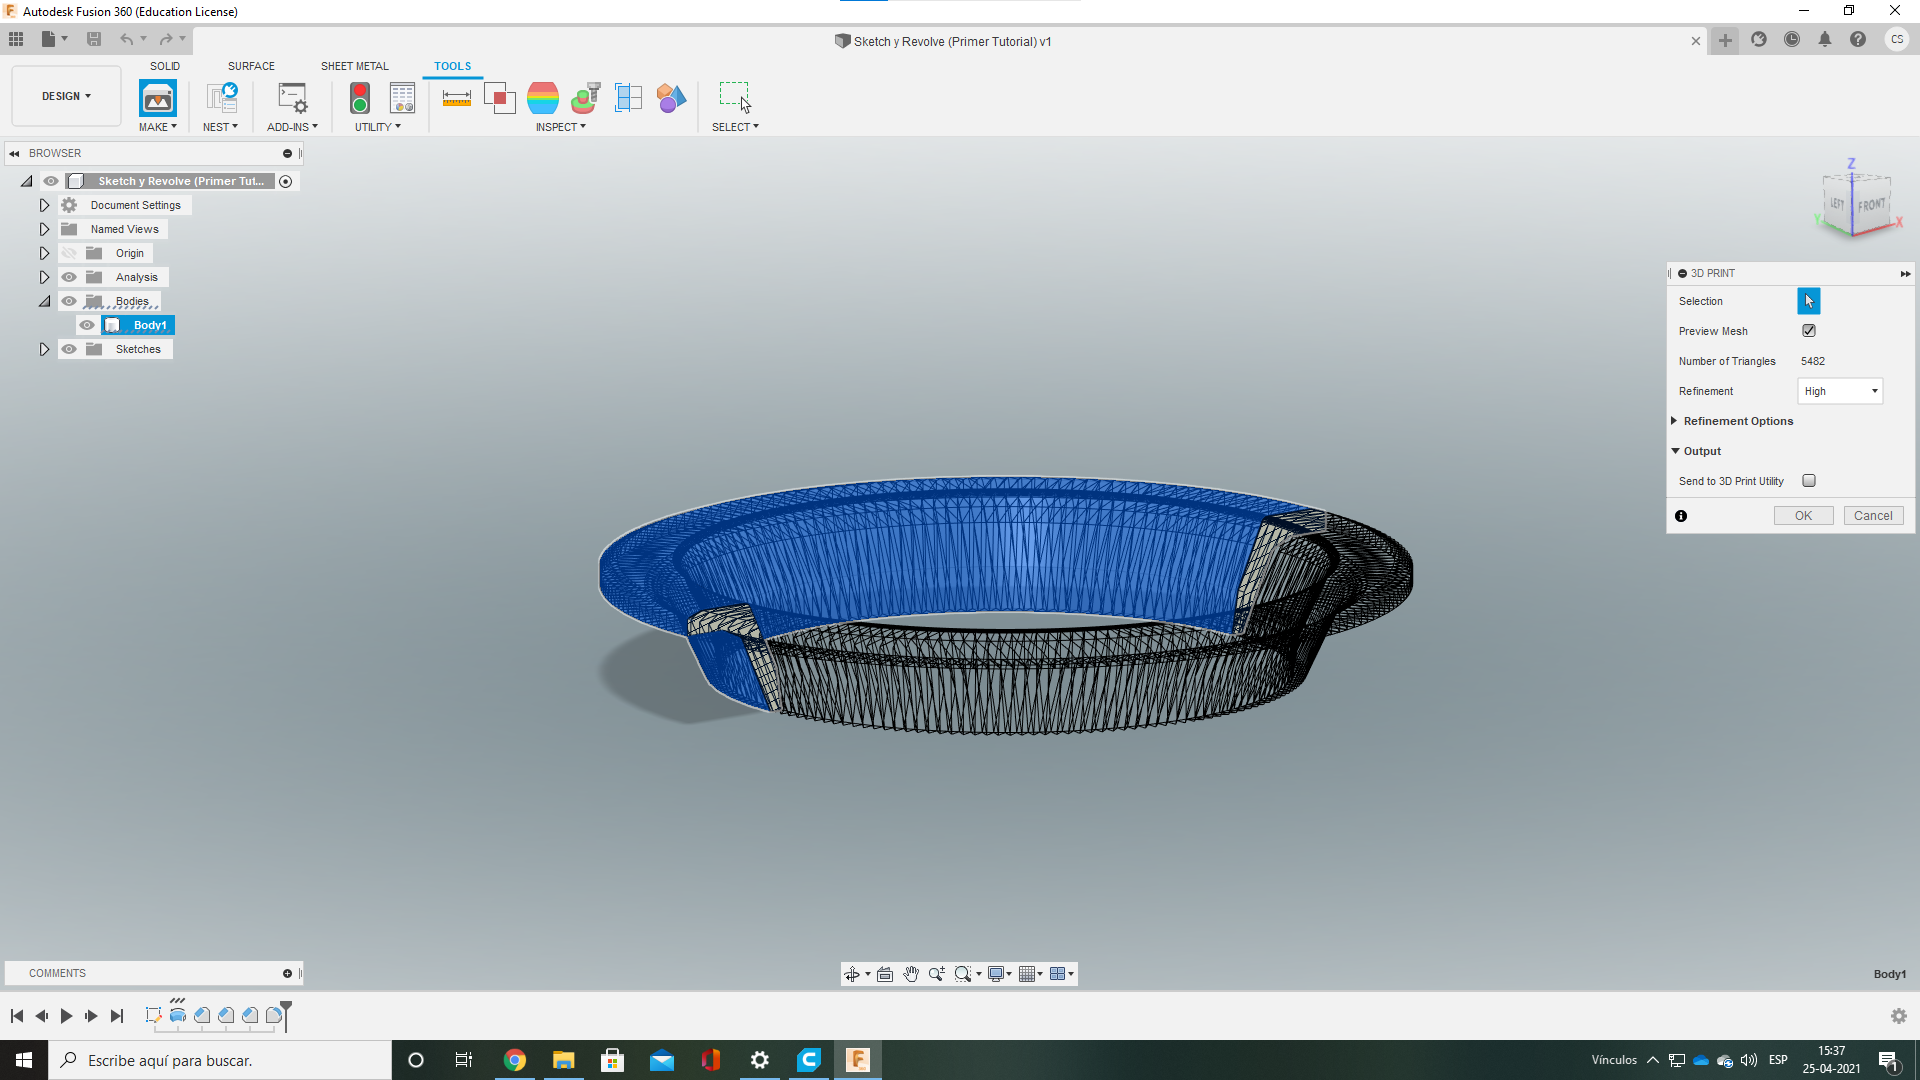 Autodesk Fusion 360 (Education License)
Sketch y Revolve (Primer Tutorial) v1
CS
SOLID
SURFACE
SHEET METAL
TOOLS
DESIGN
MAKE
NEST
ADD-INS
UTILITY
INSPECT
SELECT
BROWSER
Sketch y Revolve (Primer Tut...
Document Settings
Named Views
Origin
Analysis
Bodies
Body1
Sketches
Z
LEFT
FRONT
Y
X
3D PRINT
Selection
Preview Mesh
Number of Triangles 5482
Refinement High
Refinement Options
Output
Send to 3D Print Utility
OK Cancel
COMMENTS
Body1
Escribe aquí para buscar.
Vínculos
ESP
15:37
25-04-2021
1